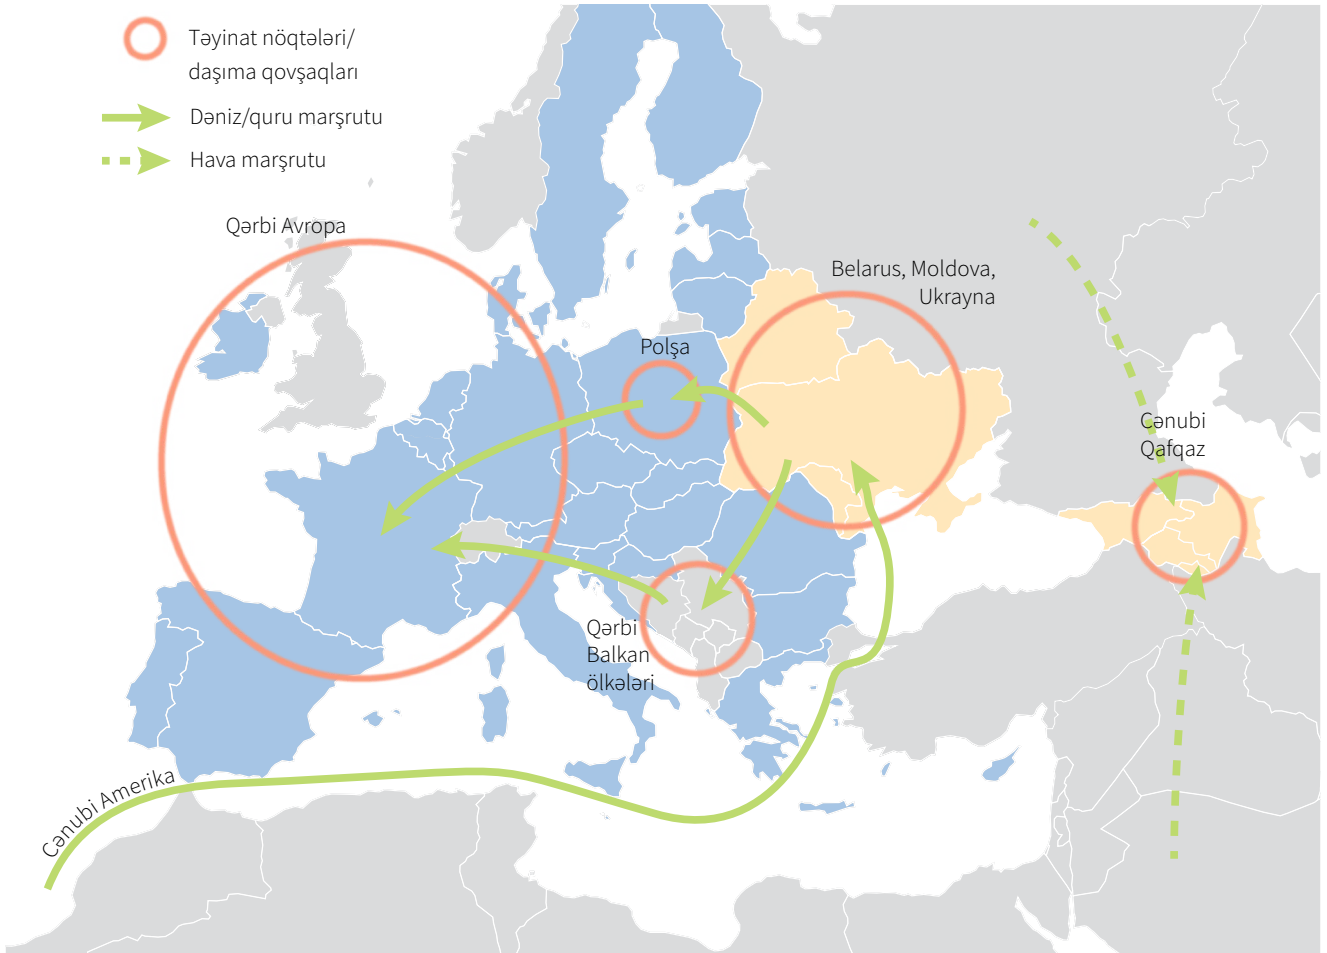 Təyinat nöqtələri/
daşıma qovşaqları
Dəniz/quru marşrutu
Hava marşrutu
Qərbi Avropa
Belarus, Moldova,
Ukrayna
Polşa
Cənubi
Qafqaz
Qərbi
Balkan
ölkələri
Cənubi Amerika